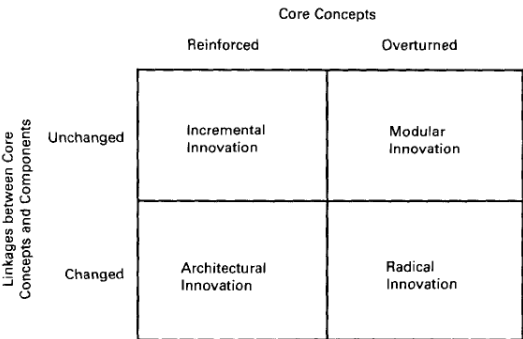 Core Concepts
Reinforced
Overturned
Linkages between Core
Concepts and Components
Unchanged
Incremental
Innovation
Modular
Innovation
Changed
Architectural
Innovation
Radical
Innovation